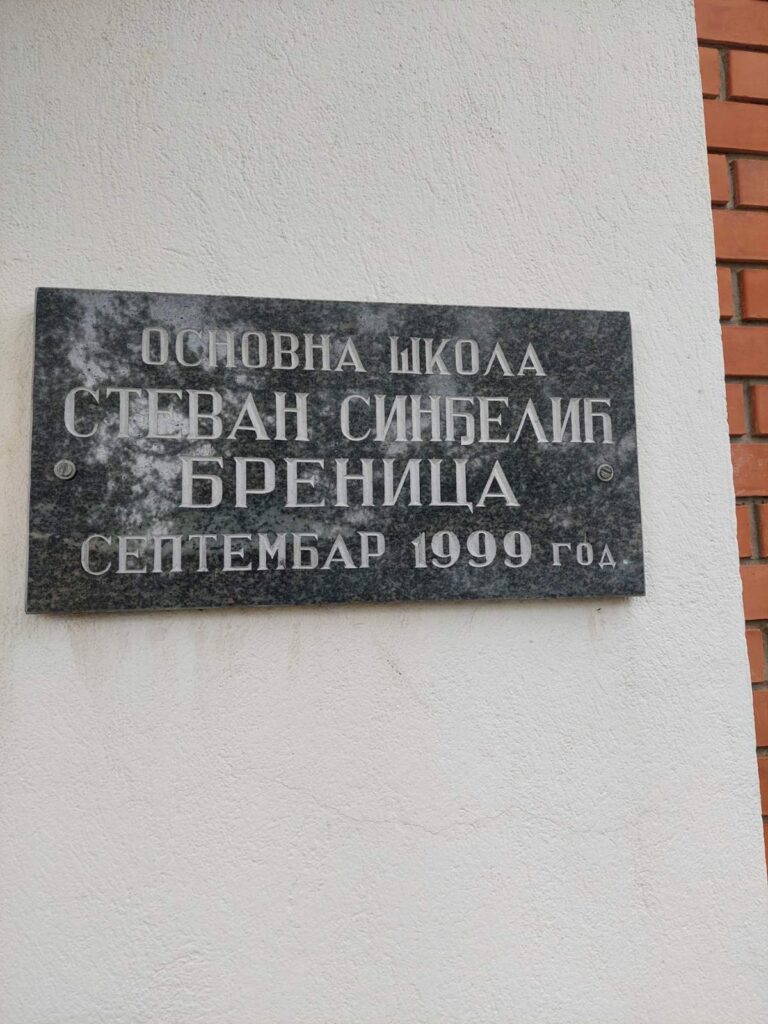 ОСНОВНА ШКОЛА
СТЕВАН СИНЂЕЛИЋ
БРЕНИЦА
СЕПТЕМБАР 1999 ГОД